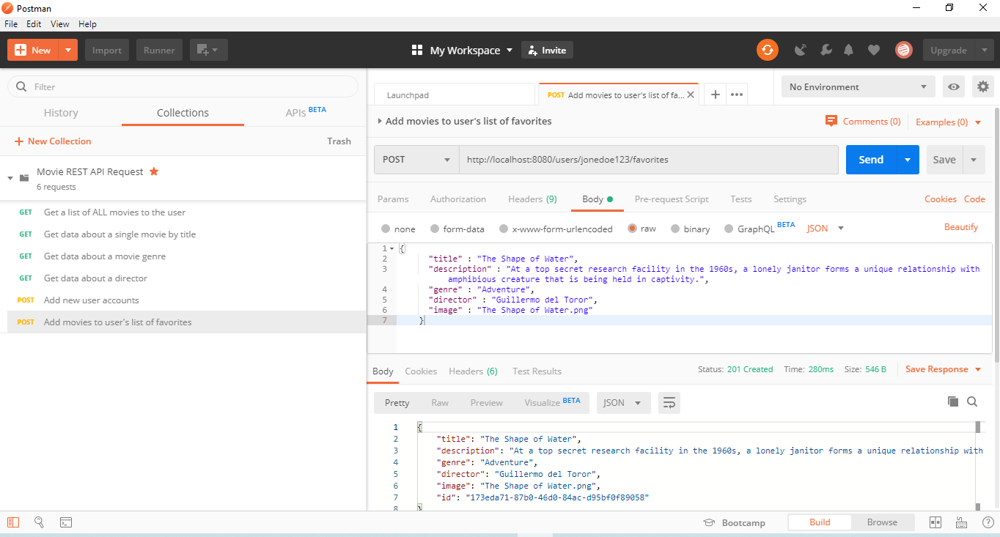 Postman
File Edit View Help
New Import Runner My Workspace Invite Upgrade
Filter
History Collections APIs BETA
New Collection Trash
Movie REST API Request
6 requests
GET Get a list of ALL movies to the user
GET Get data about a single movie by title
GET Get data about a movie genre
GET Get data about a director
POST Add new user accounts
POST Add movies to user's list of favorites
Launchpad POST Add movies to user's list of fa... No Environment
Add movies to user's list of favorites Comments (0) Examples (0)
POST http://localhost:8080/users/jonedoe123/favorites Send Save
Params Authorization Headers (9) Body Pre-request Script Tests Settings Cookies Code
none form-data x-www-form-urlencoded raw binary GraphQL BETA JSON Beautify
1 {
2 "title" : "The Shape of Water",
3 "description" : "At a top secret research facility in the 1960s, a lonely janitor forms a unique relationship with
amphibious creature that is being held in captivity.",
4 "genre" : "Adventure",
5 "director" : "Guillermo del Toror",
6 "image" : "The Shape of Water.png"
7 }
Body Cookies Headers (6) Test Results Status: 201 Created Time: 280ms Size: 546 B Save Response
Pretty Raw Preview Visualize BETA JSON
1 {
2 "title": "The Shape of Water",
3 "description": "At a top secret research facility in the 1960s, a lonely janitor forms a unique relationship with
4 "genre": "Adventure",
5 "director": "Guillermo del Toror",
6 "image": "The Shape of Water.png",
7 "id": "173eda71-87b0-46d0-84ac-d95bf0f89058"
8 }
Bootcamp Build Browse